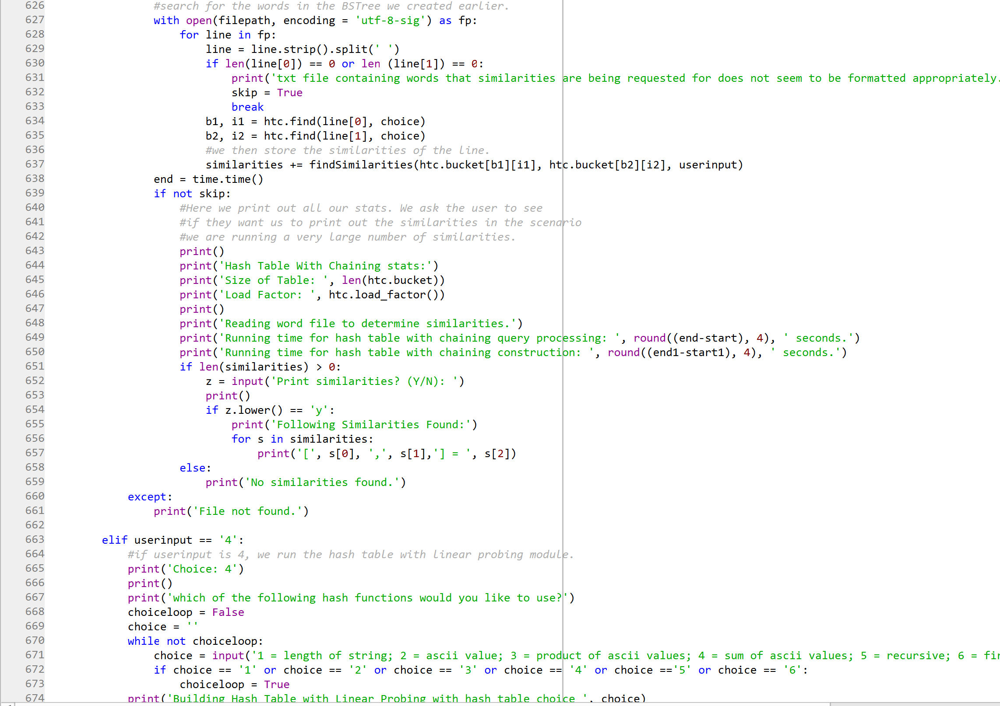 626 #search for the words in the BSTree we created earlier.
627 with open(filepath, encoding = 'utf-8-sig') as fp:
628 for line in fp:
629 line = line.strip().split(' ')
630 if len(line[0]) == 0 or len (line[1]) == 0:
631 print('txt file containing words that similarities are being requested for does not seem to be formatted appropriately.
632 skip = True
633 break
634 b1, i1 = htc.find(line[0], choice)
635 b2, i2 = htc.find(line[1], choice)
636 #we then store the similarities of the line.
637 similarities += findSimilarities(htc.bucket[b1][i1], htc.bucket[b2][i2], userinput)
638 end = time.time()
639 if not skip:
640 #Here we print out all our stats. We ask the user to see
641 #if they want us to print out the similarities in the scenario
642 #we are running a very large number of similarities.
643 print()
644 print('Hash Table With Chaining stats:')
645 print('Size of Table: ', len(htc.bucket))
646 print('Load Factor: ', htc.load_factor())
647 print()
648 print('Reading word file to determine similarities.')
649 print('Running time for hash table with chaining query processing: ', round((end-start), 4), ' seconds.')
650 print('Running time for hash table with chaining construction: ', round((end1-start1), 4), ' seconds.')
651 if len(similarities) > 0:
652 z = input('Print similarities? (Y/N): ')
653 print()
654 if z.lower() == 'y':
655 print('Following Similarities Found:')
656 for s in similarities:
657 print('[', s[0], ',', s[1],'] = ', s[2])
658 else:
659 print('No similarities found.')
660 except:
661 print('File not found.')
662
663 elif userinput == '4':
664 #if userinput is 4, we run the hash table with linear probing module.
665 print('Choice: 4')
666 print()
667 print('which of the following hash functions would you like to use?')
668 choiceloop = False
669 choice = ''
670 while not choiceloop:
671 choice = input('1 = length of string; 2 = ascii value; 3 = product of ascii values; 4 = sum of ascii values; 5 = recursive; 6 =
672 if choice == '1' or choice == '2' or choice == '3' or choice == '4' or choice =='5' or choice == '6':
673 choiceloop = True
674 print('Building Hash Table with Linear Probing with hash table choice ', choice)